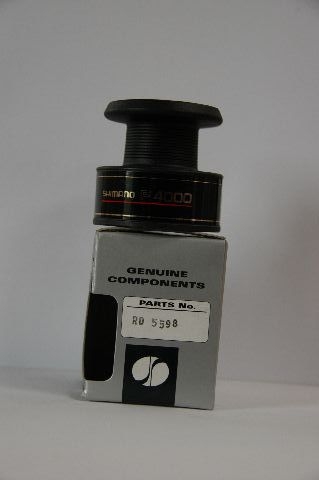 SHIMANO
4000
GENUINE
COMPONENTS
PARTS No.
RD 5598